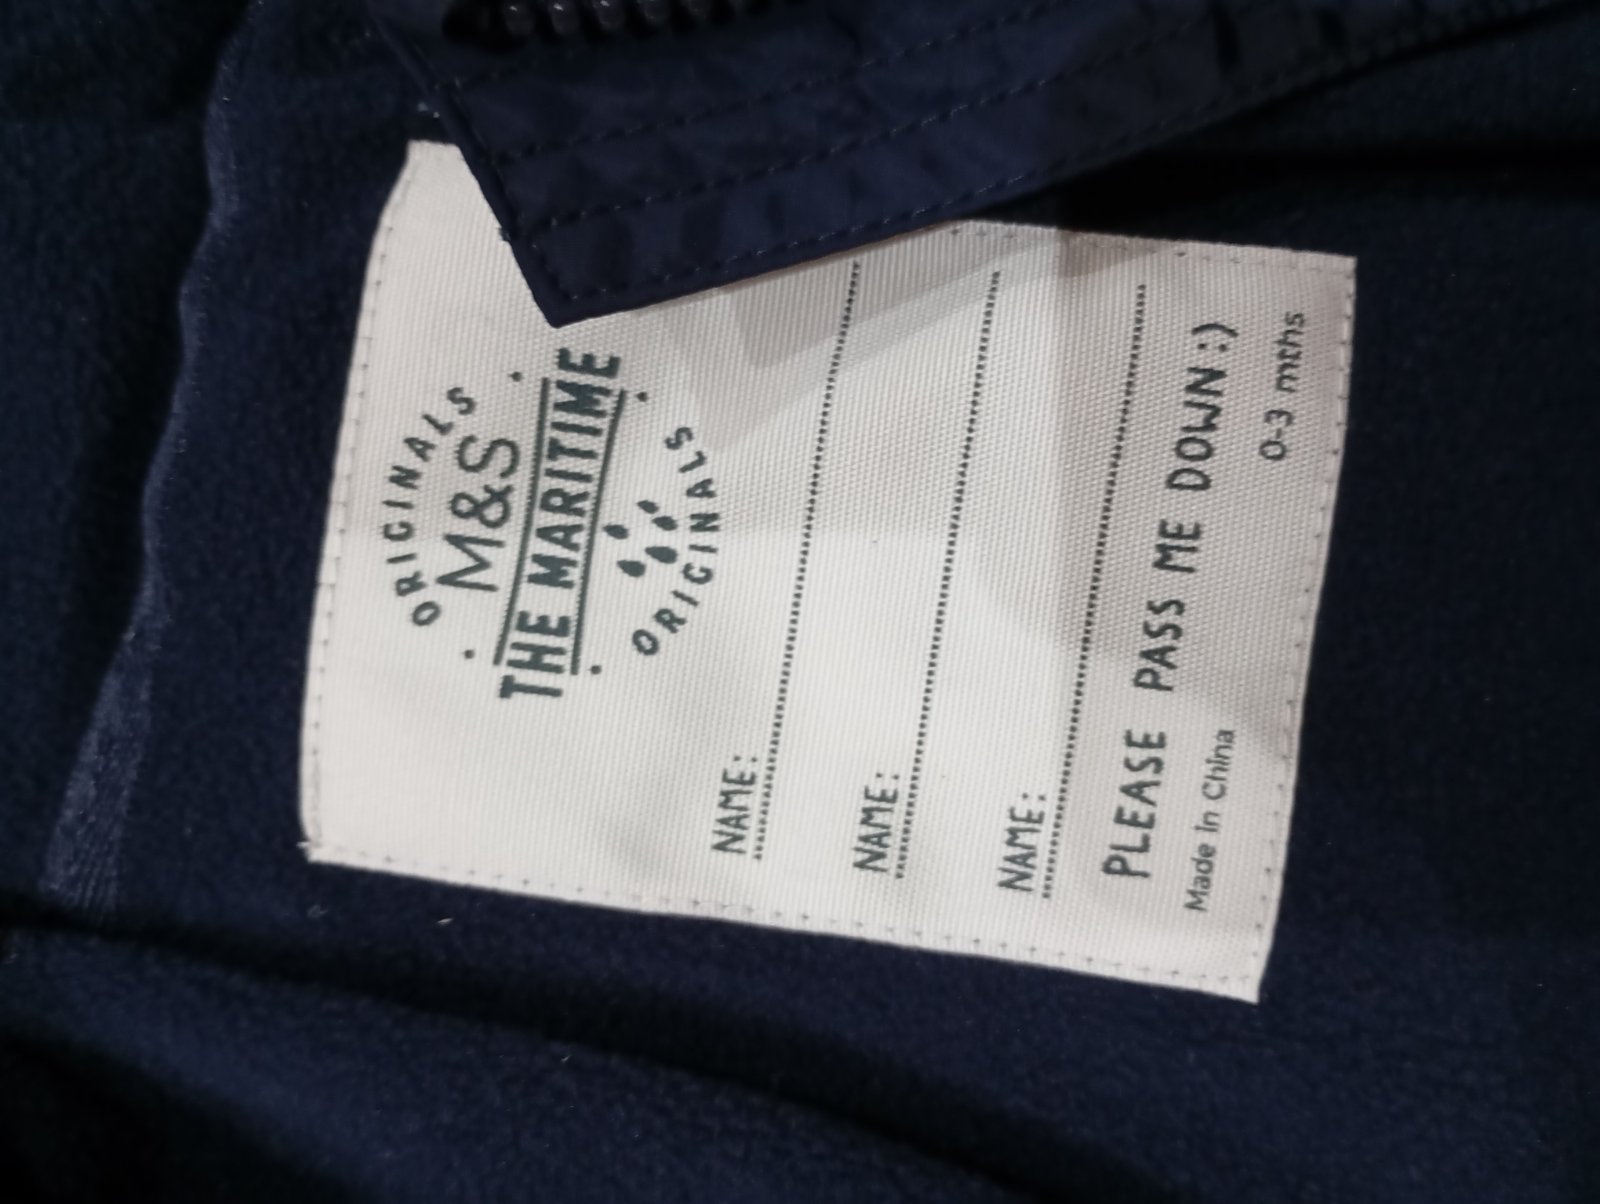 ORIGINALS
M&S
THE MARITIME
ORIGINALS
NAME:
NAME:
NAME:
PLEASE PASS ME DOWN:)
Made In China
0-3 mths